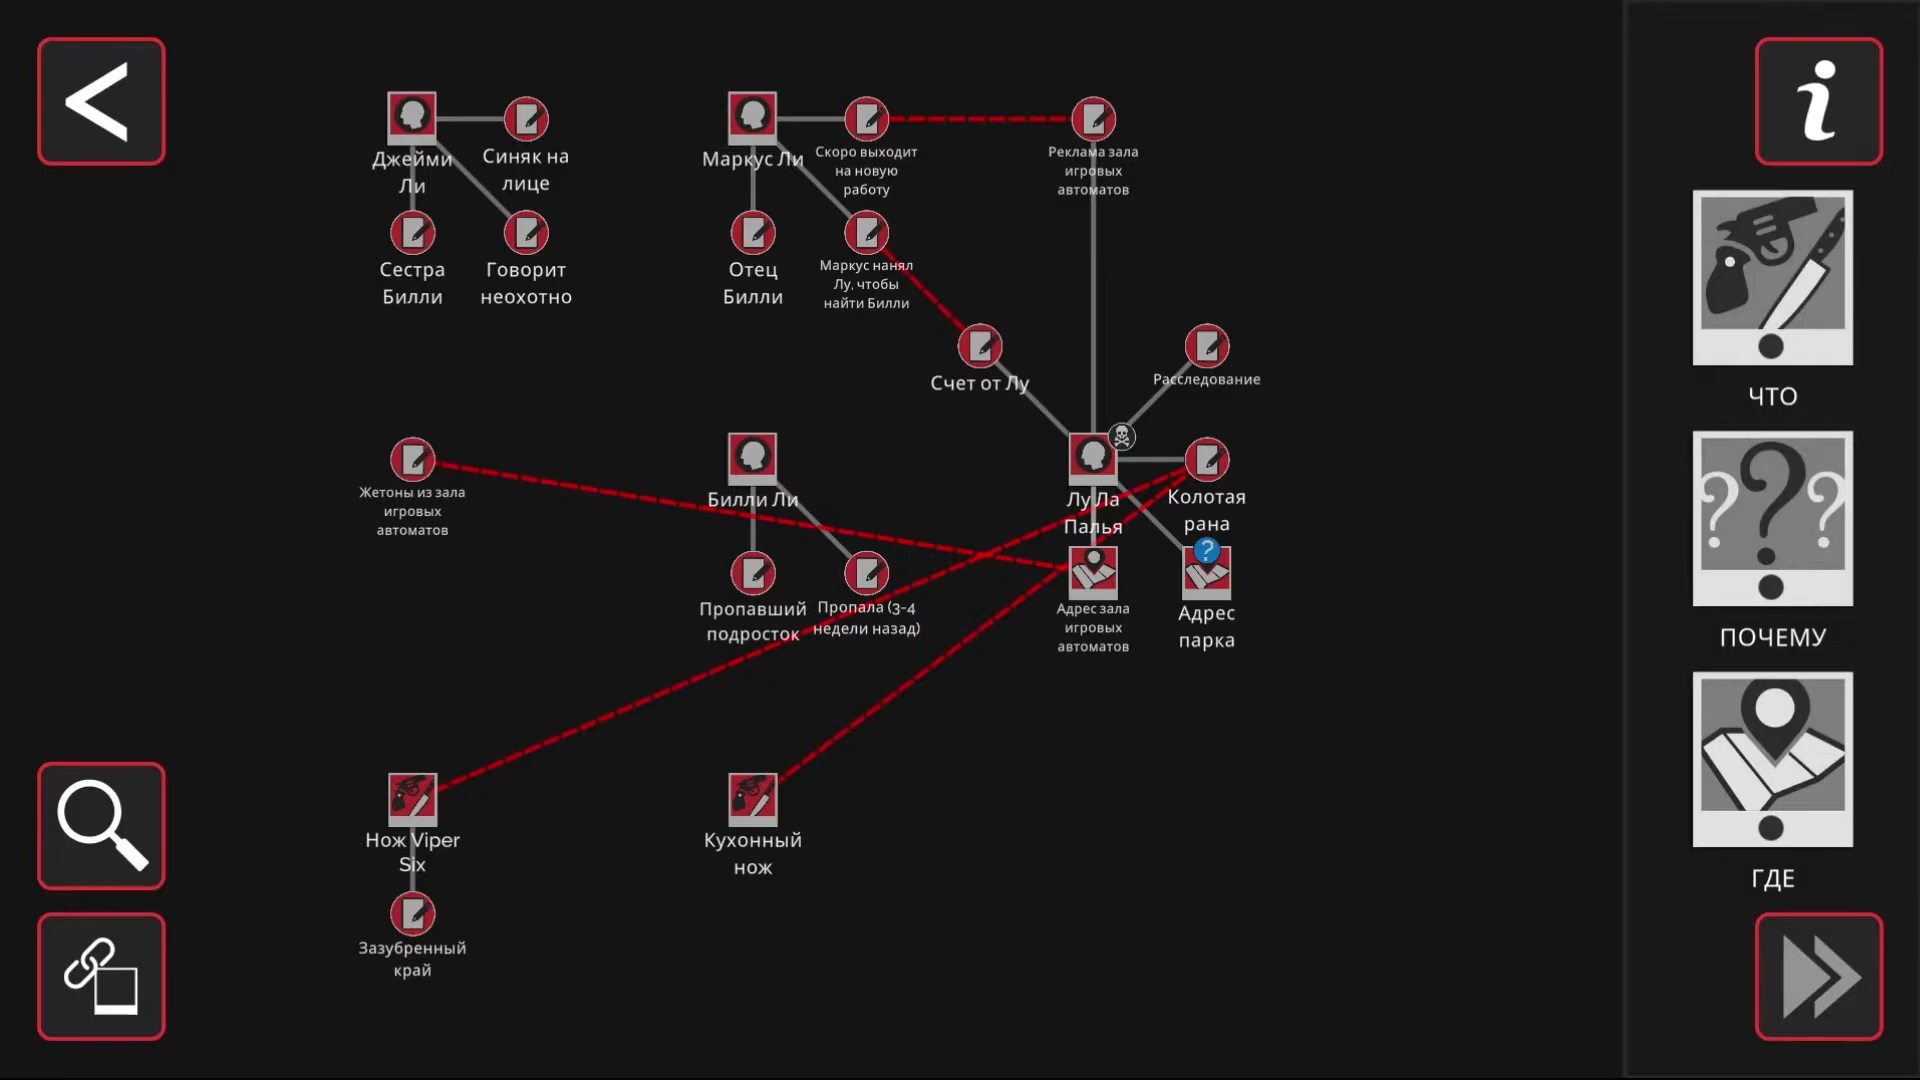 Джейми
Ли
Синяк на
лице
Маркус Ли
Скоро выходит
на новую
работу
Реклама зала
игровых
автоматов
Сестра
Билли
Говорит
неохотно
Отец
Билли
Маркус нанял
Лу, чтобы
найти Билли
Счет от Лу
Расследование
ЧТО
Жетоны из зала
игровых
автоматов
Билли Ли
Лу Ла
Палья
Колотая
рана
Пропавший
подросток
Пропала (3-4
недели назад)
Адрес зала
игровых
автоматов
Адрес
парка
ПОЧЕМУ
Нож Viper
Six
Кухонный
нож
ГДЕ
Зазубренный
край